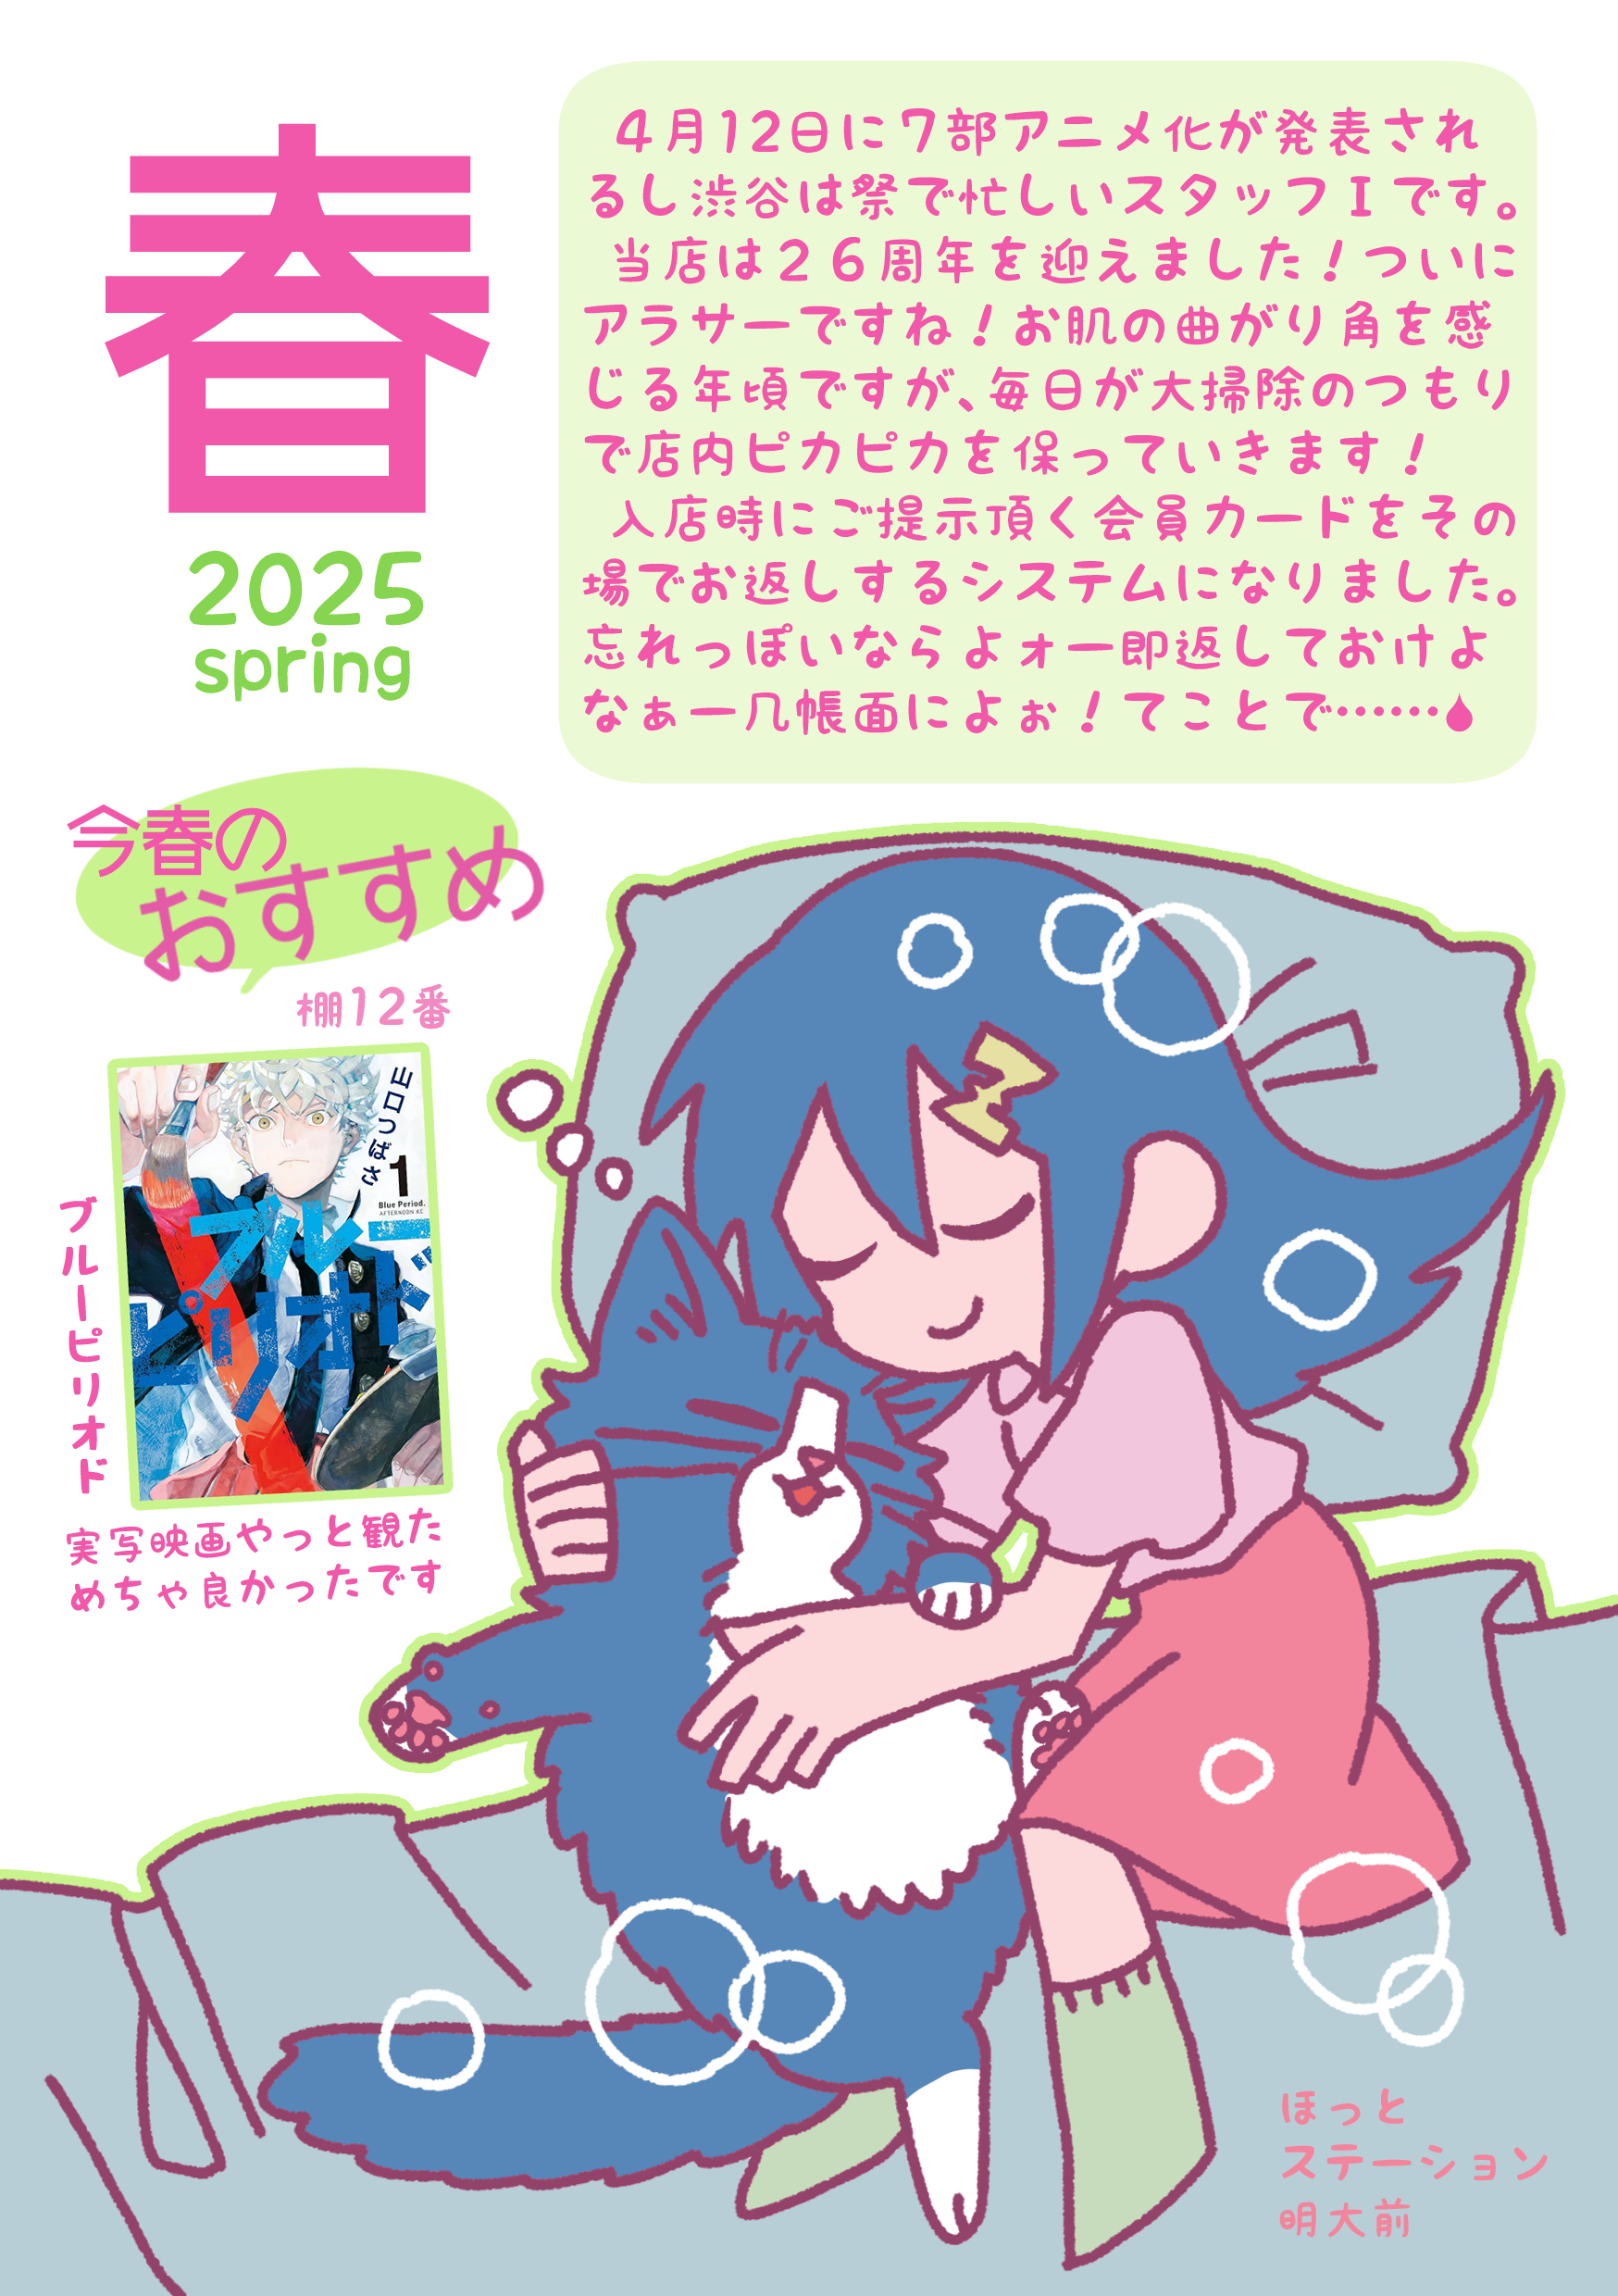 春
2025
spring
4月12日に7部アニメ化が発表され
るし渋谷は祭で忙しいスタッフIです。
当店は26周年を迎えました！ついに
アラサーですね！お肌の曲がり角を感
じる年頃ですが、毎日が大掃除のつもり
で店内ピカピカを保っていきます！
入店時にご提示頂く会員カードをその
場でお返しするシステムになりました。
忘れっぽいならよォー即返しておけよ
なぁー几帳面によぉ！てことで……
今春の
おすすめ
棚12番
山口つばさ
1
Blue Period.
AFTERNOON KC
ブルー
ピリオド
ブルーピリオド
実写映画やっと観た
めちゃ良かったです
ほっと
ステーション
明大前